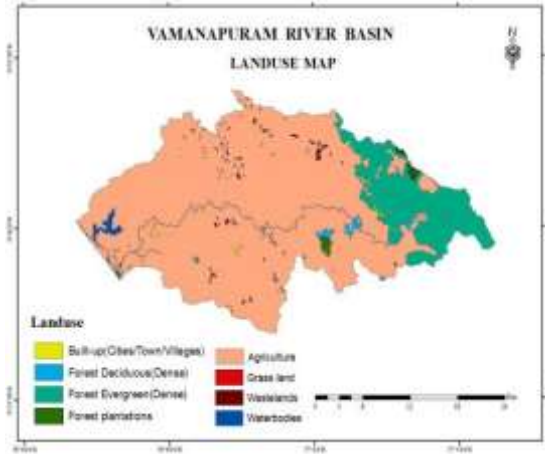 VAMANAPURAM RIVER BASIN
LANDUSE MAP
N
Landuse
Built-up(Cities/Town/Villages)
Forest Deciduous(Dense)
Forest Evergreen(Dense)
Forest plantations
Agriculture
Grass land
Wastelands
Waterbodies